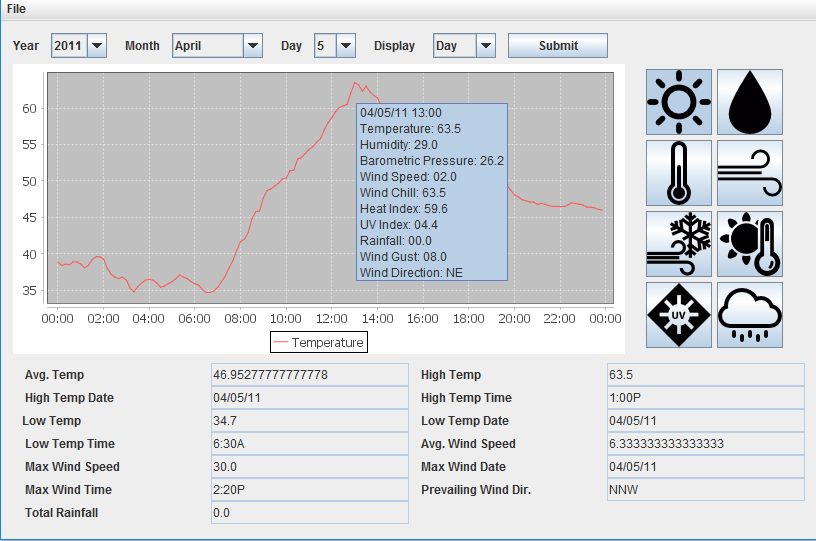 File
Year 2011 Month April Day 5 Display Day Submit
60
55
50
45
40
35
04/05/11 13:00
Temperature: 63.5
Humidity: 29.0
Barometric Pressure: 26.2
Wind Speed: 02.0
Wind Chill: 63.5
Heat Index: 59.6
UV Index: 04.4
Rainfall: 00.0
Wind Gust: 08.0
Wind Direction: NE
00:00 02:00 04:00 06:00 08:00 10:00 12:00 14:00 16:00 18:00 20:00 22:00 00:00
Temperature
UV
Avg. Temp 46.95277777777778 High Temp 63.5
High Temp Date 04/05/11 High Temp Time 1:00P
Low Temp 34.7 Low Temp Date 04/05/11
Low Temp Time 6:30A Avg. Wind Speed 6.333333333333333
Max Wind Speed 30.0 Max Wind Date 04/05/11
Max Wind Time 2:20P Prevailing Wind Dir. NNW
Total Rainfall 0.0